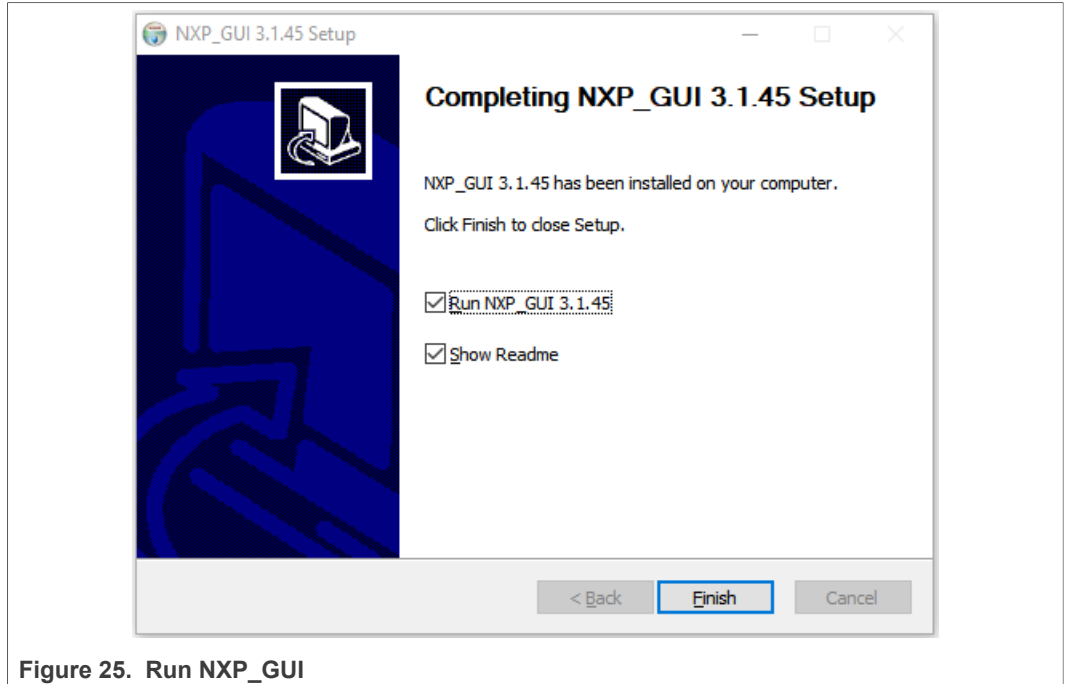 NXP_GUI 3.1.45 Setup
Completing NXP_GUI 3.1.45 Setup
NXP_GUI 3.1.45 has been installed on your computer.
Click Finish to close Setup.
Run NXP_GUI 3.1.45
Show Readme
< Back Finish Cancel
Figure 25. Run NXP_GUI